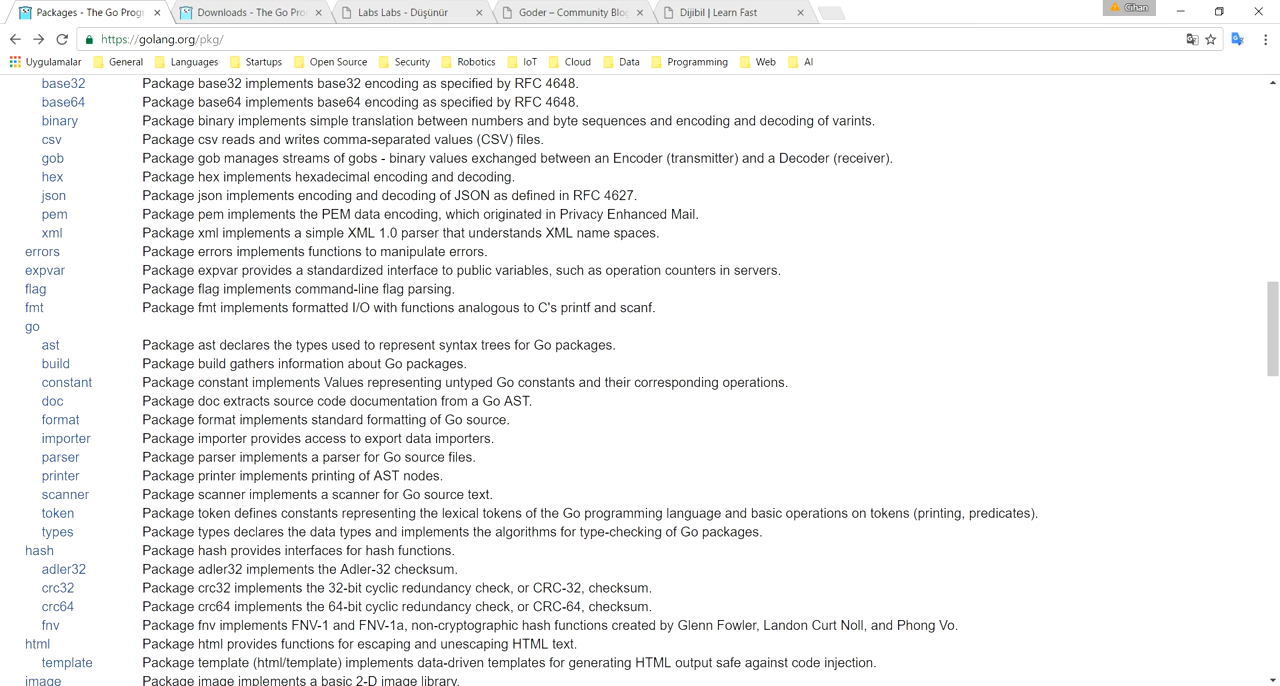 Packages - The Go Prog
Downloads - The Go Pro
Labs Labs - Düşünür
Goder – Community Blog
Dijibil | Learn Fast
Cihan
https://golang.org/pkg/
Uygulamalar General Languages Startups Open Source Security Robotics IoT Cloud Data Programming Web AI
base32 Package base32 implements base32 encoding as specified by RFC 4648.
base64 Package base64 implements base64 encoding as specified by RFC 4648.
binary Package binary implements simple translation between numbers and byte sequences and encoding and decoding of varints.
csv Package csv reads and writes comma-separated values (CSV) files.
gob Package gob manages streams of gobs - binary values exchanged between an Encoder (transmitter) and a Decoder (receiver).
hex Package hex implements hexadecimal encoding and decoding.
json Package json implements encoding and decoding of JSON as defined in RFC 4627.
pem Package pem implements the PEM data encoding, which originated in Privacy Enhanced Mail.
xml Package xml implements a simple XML 1.0 parser that understands XML name spaces.
errors Package errors implements functions to manipulate errors.
expvar Package expvar provides a standardized interface to public variables, such as operation counters in servers.
flag Package flag implements command-line flag parsing.
fmt Package fmt implements formatted I/O with functions analogous to C's printf and scanf.
go
ast Package ast declares the types used to represent syntax trees for Go packages.
build Package build gathers information about Go packages.
constant Package constant implements Values representing untyped Go constants and their corresponding operations.
doc Package doc extracts source code documentation from a Go AST.
format Package format implements standard formatting of Go source.
importer Package importer provides access to export data importers.
parser Package parser implements a parser for Go source files.
printer Package printer implements printing of AST nodes.
scanner Package scanner implements a scanner for Go source text.
token Package token defines constants representing the lexical tokens of the Go programming language and basic operations on tokens (printing, predicates).
types Package types declares the data types and implements the algorithms for type-checking of Go packages.
hash Package hash provides interfaces for hash functions.
adler32 Package adler32 implements the Adler-32 checksum.
crc32 Package crc32 implements the 32-bit cyclic redundancy check, or CRC-32, checksum.
crc64 Package crc64 implements the 64-bit cyclic redundancy check, or CRC-64, checksum.
fnv Package fnv implements FNV-1 and FNV-1a, non-cryptographic hash functions created by Glenn Fowler, Landon Curt Noll, and Phong Vo.
html Package html provides functions for escaping and unescaping HTML text.
template Package template (html/template) implements data-driven templates for generating HTML output safe against code injection.
image Package image implements a basic 2-D image library.